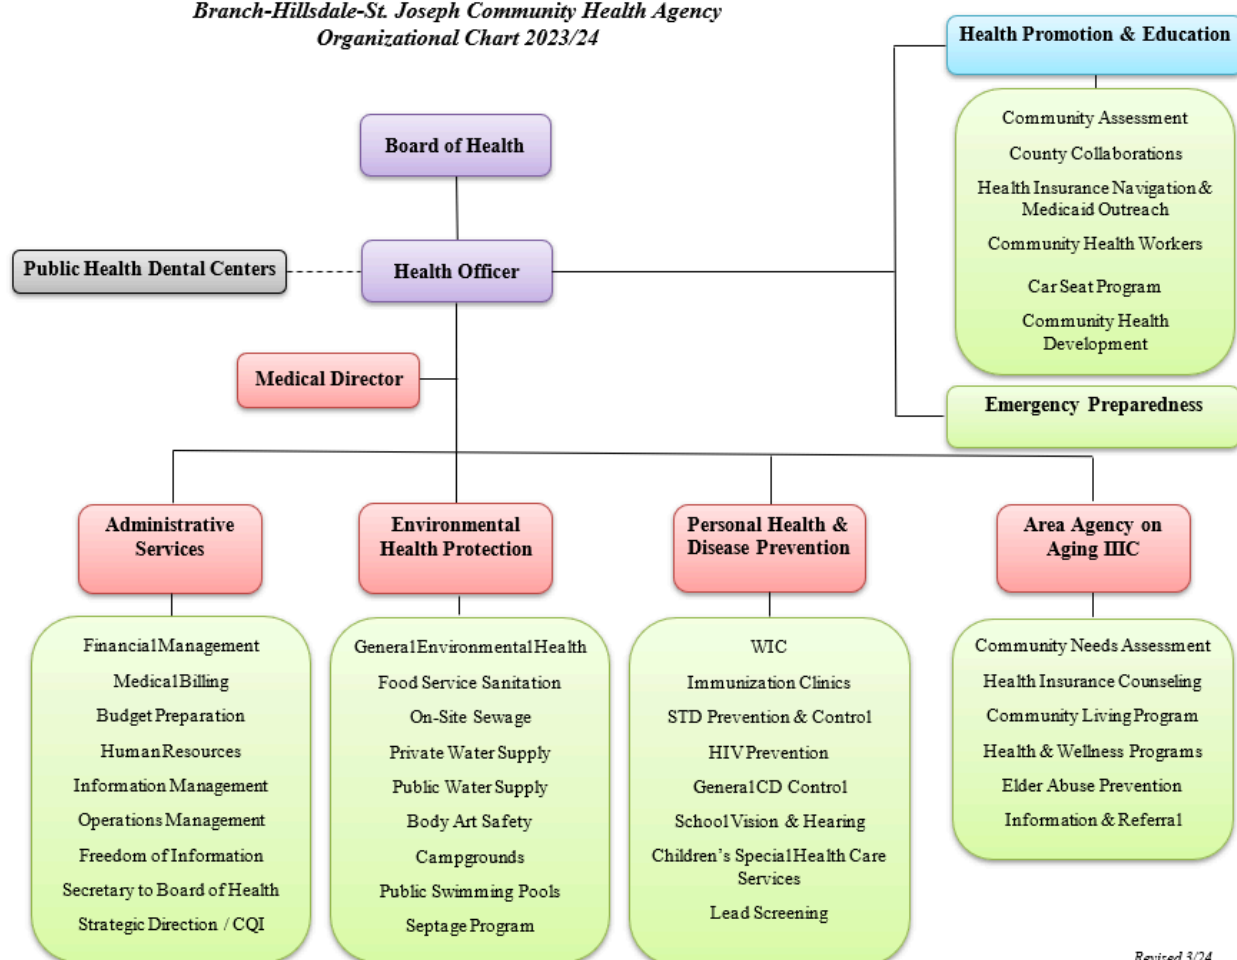 Branch-Hillsdale-St. Joseph Community Health Agency
Organizational Chart 2023/24
Health Promotion & Education
Community Assessment
County Collaborations
Health Insurance Navigation &
Medicaid Outreach
Community Health Workers
Car Seat Program
Community Health
Development
Board of Health
Public Health Dental Centers
Health Officer
Medical Director
Emergency Preparedness
Administrative
Services
Financial Management
Medical Billing
Budget Preparation
Human Resources
Information Management
Operations Management
Freedom of Information
Secretary to Board of Health
Strategic Direction / CQI
Environmental
Health Protection
General Environmental Health
Food Service Sanitation
On-Site Sewage
Private Water Supply
Public Water Supply
Body Art Safety
Campgrounds
Public Swimming Pools
Septage Program
Personal Health &
Disease Prevention
WIC
Immunization Clinics
STD Prevention & Control
HIV Prevention
General CD Control
School Vision & Hearing
Children's Special Health Care
Services
Lead Screening
Area Agency on
Aging IIIC
Community Needs Assessment
Health Insurance Counseling
Community Living Program
Health & Wellness Programs
Elder Abuse Prevention
Information & Referral
Revised 3/24